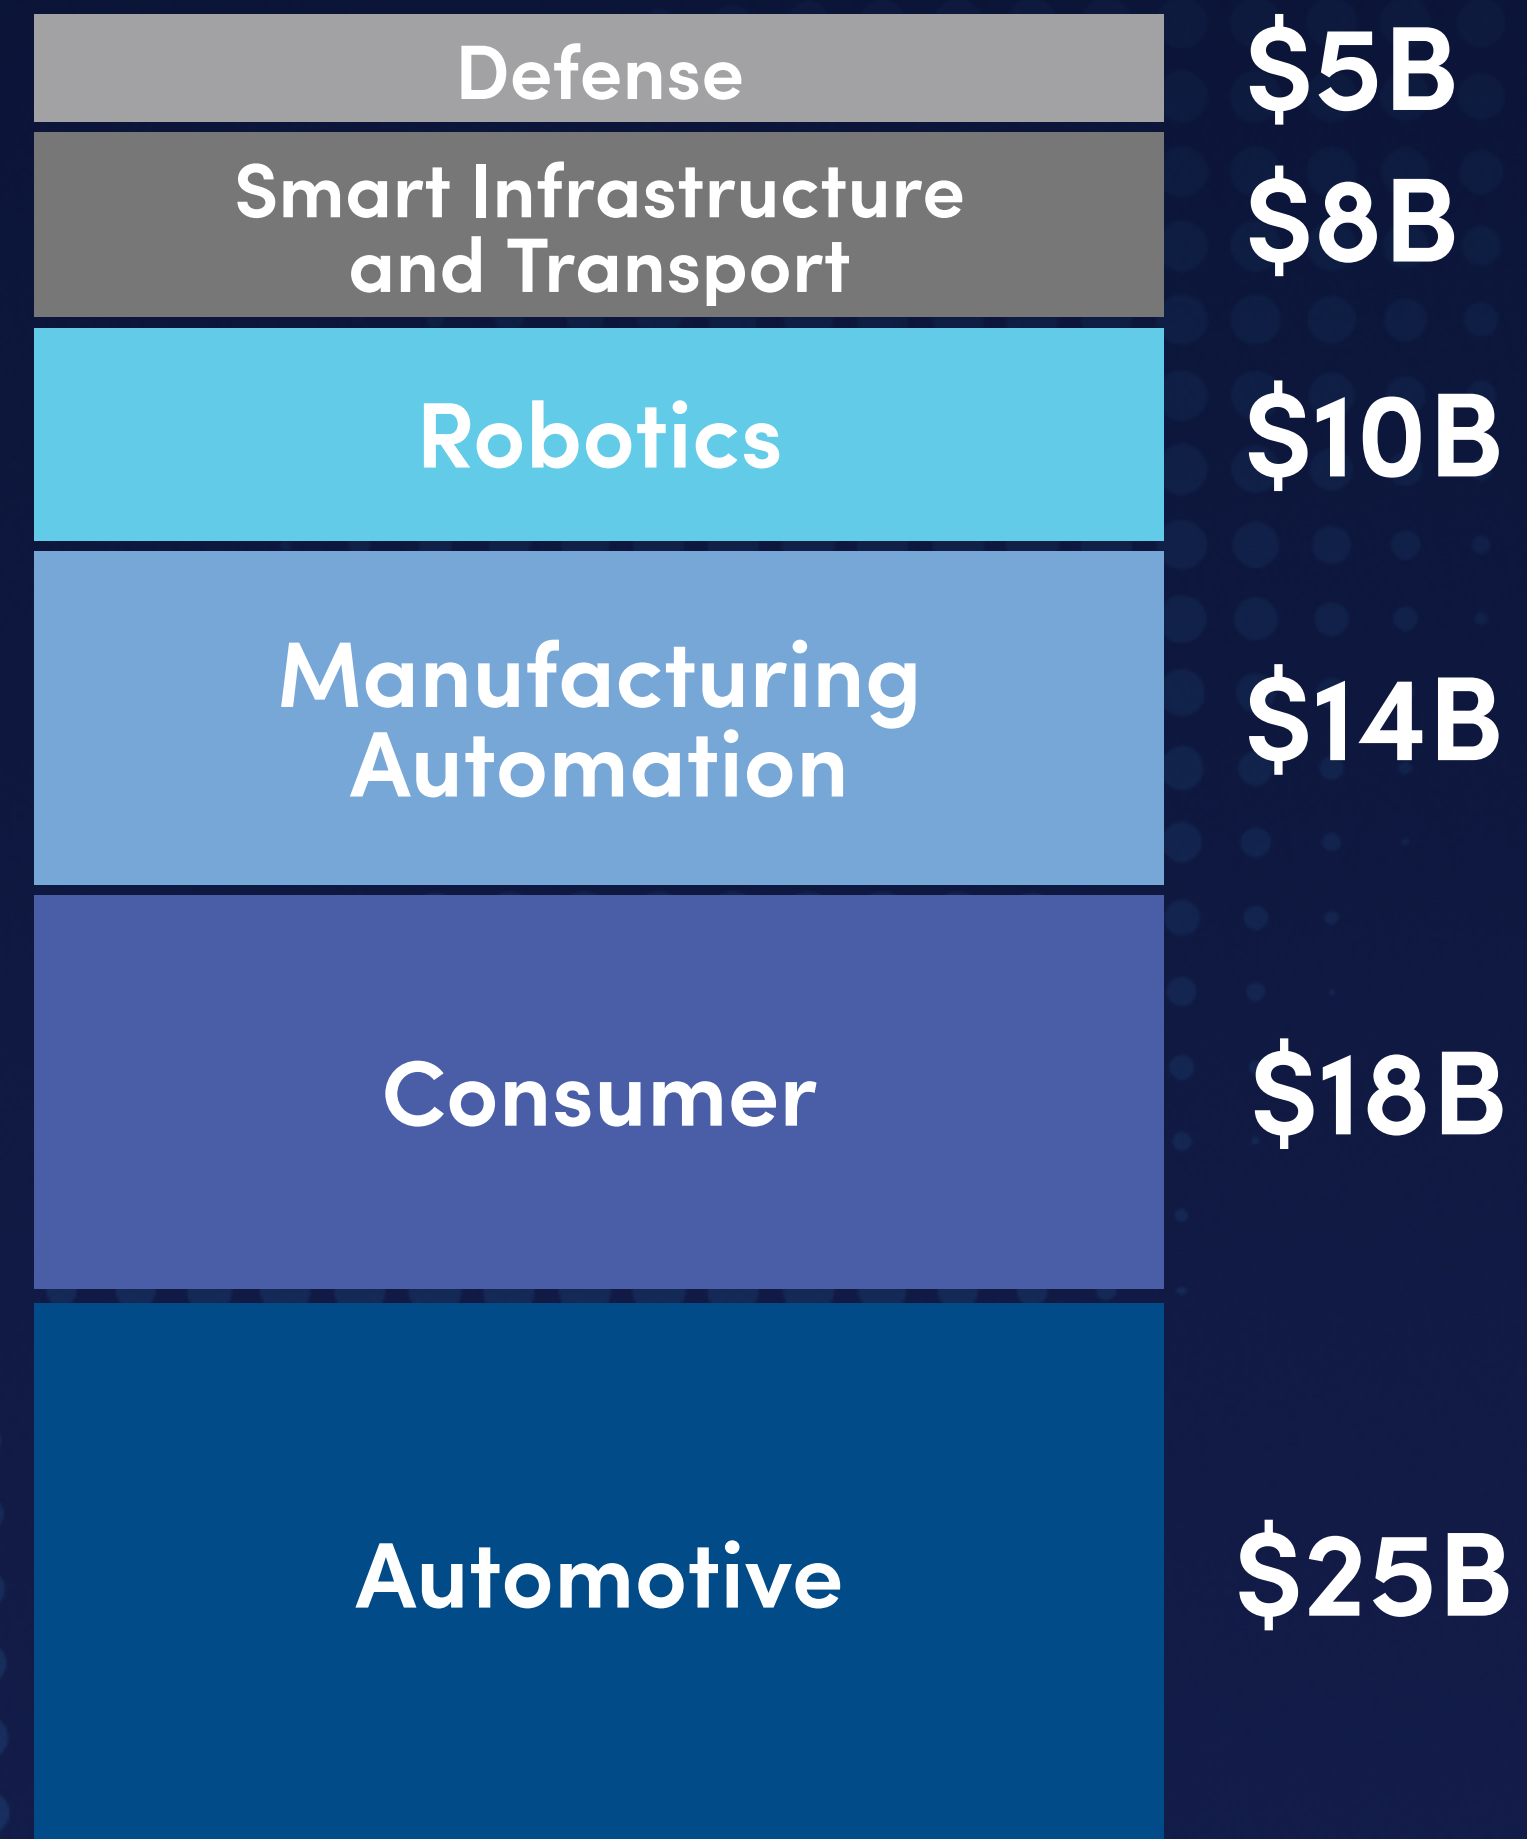 Defense $5B
Smart Infrastructure
and Transport $8B
Robotics $10B
Manufacturing
Automation $14B
Consumer $18B
Automotive $25B